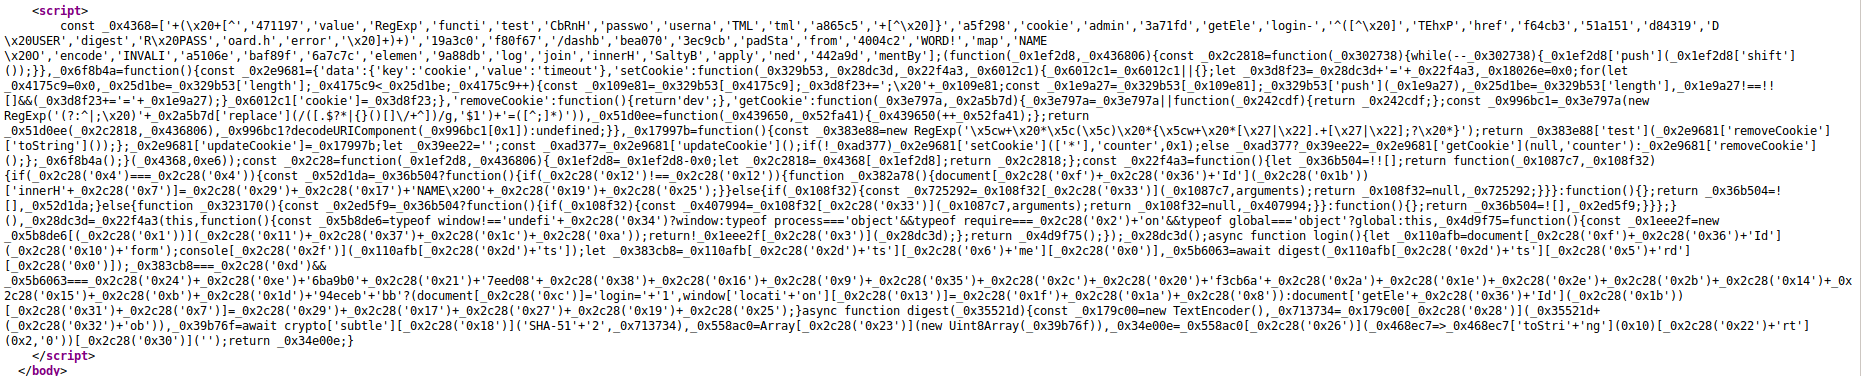 <script>
const _0x4368=['+(\x20+[^','471197','value','RegExp','functi','test','CbRnH','passwo','userna','TML','tml','a865c5','+[^\x20]}','a5f298','cookie','admin','3a71fd','getEle','login-','^([^\x20]','TEhxP','href','f64cb3','51a151','d84319','D
\x20USER','digest','R\x20PASS','oard.h','error','\x20]+)+)','19a3c0','f80f67','/dashb','bea070','3ec9cb','padSta','from','4004c2','WORD!','map','NAME
\x20O','encode','INVALI','a5106e','baf89f','6a7c7c','elemen','9a88db','log','join','innerH','SaltyB','apply','ned','442a9d','mentBy'];(function(_0x1ef2d8,_0x436806){const _0x2c2818=function(_0x302738){while(--_0x302738){_0x1ef2d8['push'](_0x1ef2d8['shift']
());}},_0x6f8b4a=function(){const _0x2e9681={'data':{'key':'cookie','value':'timeout'},'setCookie':function(_0x329b53,_0x28dc3d,_0x22f4a3,_0x6012c1){_0x6012c1=_0x6012c1||{};let _0x3d8f23=_0x28dc3d+'='+_0x22f4a3,_0x18026e=0x0;for(let
_0x4175c9=0x0,_0x25d1be=_0x329b53['length'];_0x4175c9<_0x25d1be;_0x4175c9++){const _0x109e81=_0x329b53[_0x4175c9];_0x3d8f23+=';\x20'+_0x109e81;const _0x1e9a27=_0x329b53[_0x109e81];_0x329b53['push'](_0x1e9a27),_0x25d1be=_0x329b53['length'],_0x1e9a27!==!!
[]&&(_0x3d8f23+='='+_0x1e9a27);}_0x6012c1['cookie']=_0x3d8f23;},'removeCookie':function(){return'dev';},'getCookie':function(_0x3e797a,_0x2a5b7d){_0x3e797a=_0x3e797a||function(_0x242cdf){return _0x242cdf;};const _0x996bc1=_0x3e797a(new
RegExp('(?:^|;\x20)'+_0x2a5b7d['replace'](/([.$?*|{}()[]\/+^])/g,'$1')+'=([^;]*)')),_0x51d0ee=function(_0x439650,_0x52fa41){_0x439650(++_0x52fa41);};return
_0x51d0ee(_0x2c2818,_0x436806),_0x996bc1?decodeURIComponent(_0x996bc1[0x1]):undefined;}},_0x17997b=function(){const _0x383e88=new RegExp('\x5cw+\x20*\x5c(\x5c)\x20*{\x5cw+\x20*[\x27|\x22].+[\x27|\x22];?\x20*}');return _0x383e88['test'](_0x2e9681['removeCookie']
['toString']());};_0x2e9681['updateCookie']=_0x17997b;let _0x39ee22='';const _0xad377=_0x2e9681['updateCookie']();if(!_0xad377)_0x2e9681['setCookie'](['*'],'counter',0x1);else _0xad377?_0x39ee22=_0x2e9681['getCookie'](null,'counter'):_0x2e9681['removeCookie']
();};_0x6f8b4a();}(_0x4368,0xe6));const _0x2c28=function(_0x1ef2d8,_0x436806){_0x1ef2d8=_0x1ef2d8-0x0;let _0x2c2818=_0x4368[_0x1ef2d8];return _0x2c2818;};const _0x22f4a3=function(){let _0x36b504=!![];return function(_0x1087c7,_0x108f32)
{if(_0x2c28('0x4')===_0x2c28('0x4')){const _0x52d1da=_0x36b504?function(){if(_0x2c28('0x12')!==_0x2c28('0x12')){function _0x382a78(){document[_0x2c28('0xf')+_0x2c28('0x36')+'Id'](_0x2c28('0x1b'))
['innerH'+_0x2c28('0x7')]=_0x2c28('0x29')+_0x2c28('0x17')+'NAME\x20O'+_0x2c28('0x19')+_0x2c28('0x25');}}else{if(_0x108f32){const _0x725292=_0x108f32[_0x2c28('0x33')](_0x1087c7,arguments);return _0x108f32=null,_0x725292;}}}:function(){};return _0x36b504=!
[],_0x52d1da;}else{function _0x323170(){const _0x2ed5f9=_0x36b504?function(){if(_0x108f32){const _0x407994=_0x108f32[_0x2c28('0x33')](_0x1087c7,arguments);return _0x108f32=null,_0x407994;}}:function(){};return _0x36b504=![],_0x2ed5f9;}}};}
(),_0x28dc3d=_0x22f4a3(this,function(){const _0x5b8de6=typeof window!=='undefi'+_0x2c28('0x34')?window:typeof process==='object'&&typeof require===_0x2c28('0x2')+'on'&&typeof global==='object'?global:this,_0x4d9f75=function(){const _0x1eee2f=new
_0x5b8de6[(_0x2c28('0x1'))](_0x2c28('0x11')+_0x2c28('0x37')+_0x2c28('0x1c')+_0x2c28('0xa'));return!_0x1eee2f[_0x2c28('0x3')](_0x28dc3d);};return _0x4d9f75();});_0x28dc3d();async function login(){let _0x110afb=document[_0x2c28('0xf')+_0x2c28('0x36')+'Id']
(_0x2c28('0x10')+'form');console[_0x2c28('0x2f')](_0x110afb[_0x2c28('0x2d')+'ts']);let _0x383cb8=_0x110afb[_0x2c28('0x2d')+'ts'][_0x2c28('0x6')+'me'][_0x2c28('0x0')],_0x5b6063=await digest(_0x110afb[_0x2c28('0x2d')+'ts'][_0x2c28('0x5')+'rd']
[_0x2c28('0x0')]);_0x383cb8===_0x2c28('0xd')&&
_0x5b6063===_0x2c28('0x24')+_0x2c28('0xe')+'6ba9b0'+_0x2c28('0x21')+'7eed08'+_0x2c28('0x38')+_0x2c28('0x16')+_0x2c28('0x9')+_0x2c28('0x35')+_0x2c28('0x2c')+_0x2c28('0x20')+'f3cb6a'+_0x2c28('0x2a')+_0x2c28('0x1e')+_0x2c28('0x2e')+_0x2c28('0x2b')+_0x2c28('0x14')+_0x
2c28('0x15')+_0x2c28('0xb')+_0x2c28('0x1d')+'94eceb'+'bb'?(document[_0x2c28('0xc')]='login='+'1',window['locati'+'on'][_0x2c28('0x13')]=_0x2c28('0x1f')+_0x2c28('0x1a')+_0x2c28('0x8')):document['getEle'+_0x2c28('0x36')+'Id'](_0x2c28('0x1b'))
[_0x2c28('0x31')+_0x2c28('0x7')]=_0x2c28('0x29')+_0x2c28('0x17')+_0x2c28('0x27')+_0x2c28('0x19')+_0x2c28('0x25');}async function digest(_0x35521d){const _0x179c00=new TextEncoder(),_0x713734=_0x179c00[_0x2c28('0x28')](_0x35521d+
(_0x2c28('0x32')+'ob')),_0x39b76f=await crypto['subtle'][_0x2c28('0x18')]('SHA-51'+'2',_0x713734),_0x558ac0=Array[_0x2c28('0x23')](new Uint8Array(_0x39b76f)),_0x34e00e=_0x558ac0[_0x2c28('0x26')](_0x468ec7=>_0x468ec7['toStri'+'ng'](0x10)[_0x2c28('0x22')+'rt']
(0x2,'0'))[_0x2c28('0x30')]('');return _0x34e00e;}
</script>
</body>